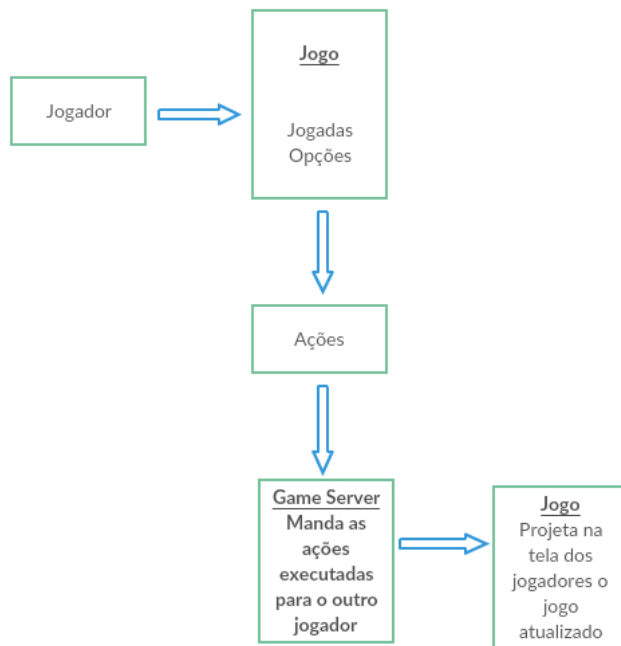 Jogador
Jogo
Jogadas
Opções
Ações
Game Server
Manda as
ações
executadas
para o outro
jogador
Jogo
Projeta na
tela dos
jogadores o
jogo
atualizado